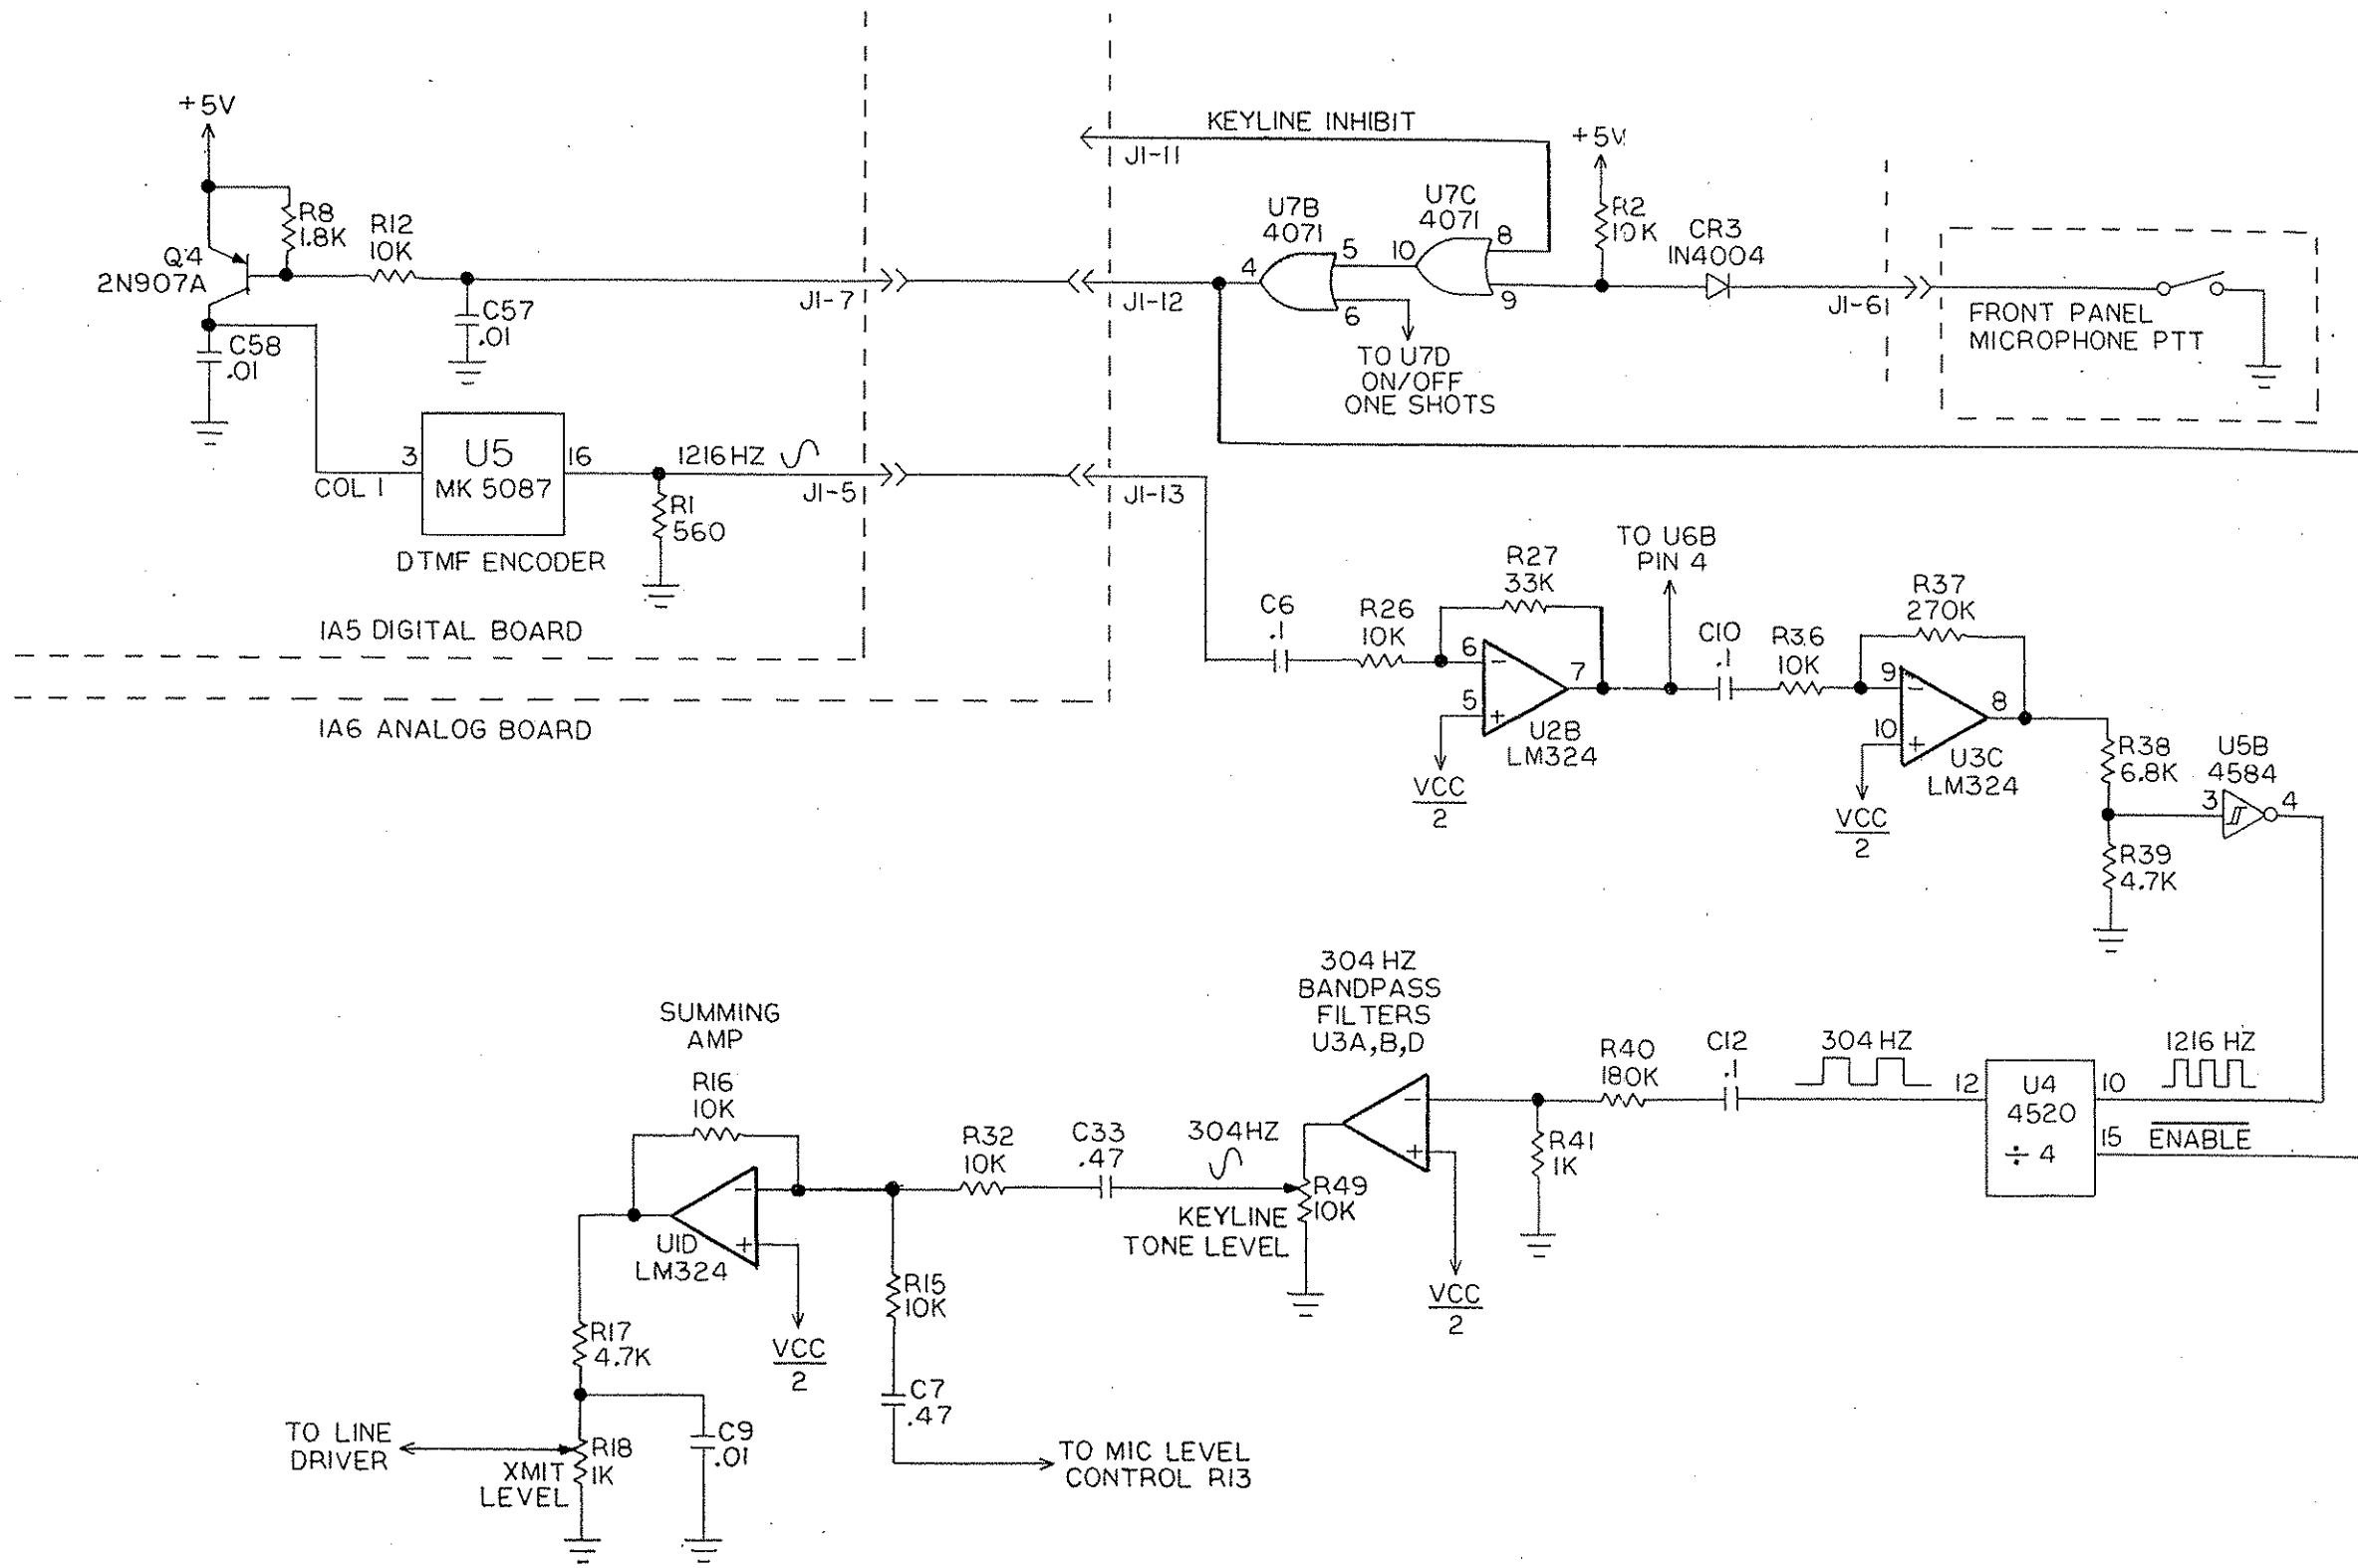 +5V
R8
1.8K
R12
10K
Q4
2N907A
C57
.01
C58
.01
J1-7
J1-12
KEYLINE INHIBIT
J1-11
U7B
4071
4
5
6
U7C
4071
10
8
9
+5V
R2
10K
CR3
1N4004
J1-6
FRONT PANEL
MICROPHONE PTT
TO U7D
ON/OFF
ONE SHOTS
COL 1
3
U5
MK 5087
16
DTMF ENCODER
1216 HZ
R1
560
J1-5
J1-13
1A5 DIGITAL BOARD
1A6 ANALOG BOARD
C6
.1
R26
10K
R27
33K
6
5
7
U2B
LM324
VCC
2
TO U6B
PIN 4
C10
.1
R36
10K
R37
270K
9
10
8
U3C
LM324
VCC
2
R38
6.8K
R39
4.7K
U5B
4584
3
4
1216 HZ
10
15
ENABLE
U4
4520
÷ 4
12
304 HZ
C12
.1
R40
180K
R41
1K
304 HZ
BANDPASS
FILTERS
U3A,B,D
VCC
2
R49
10K
KEYLINE
TONE LEVEL
304HZ
C33
.47
R32
10K
SUMMING
AMP
R16
10K
U1D
LM324
VCC
2
R15
10K
C7
.47
TO MIC LEVEL
CONTROL R13
R17
4.7K
C9
.01
R18
1K
XMIT
LEVEL
TO LINE
DRIVER